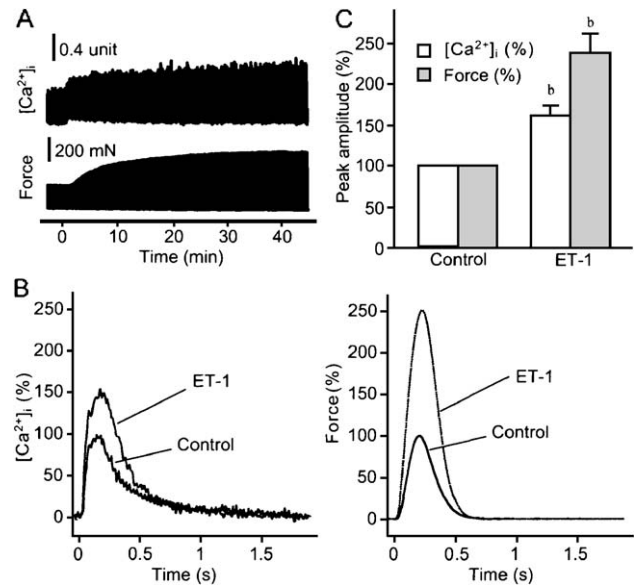 A
0.4 unit
[Ca²⁺]ᵢ
200 mN
Force
0 10 20 30 40
Time (min)
C
[Ca²⁺]ᵢ (%)
Force (%)
Peak amplitude (%)
250
200
150
100
50
0
b
b
Control ET-1
B
[Ca²⁺]ᵢ (%)
250
200
150
100
50
0
ET-1
Control
0 0.5 1 1.5
Time (s)
Force (%)
250
200
150
100
50
0
ET-1
Control
0 0.5 1 1.5
Time (s)